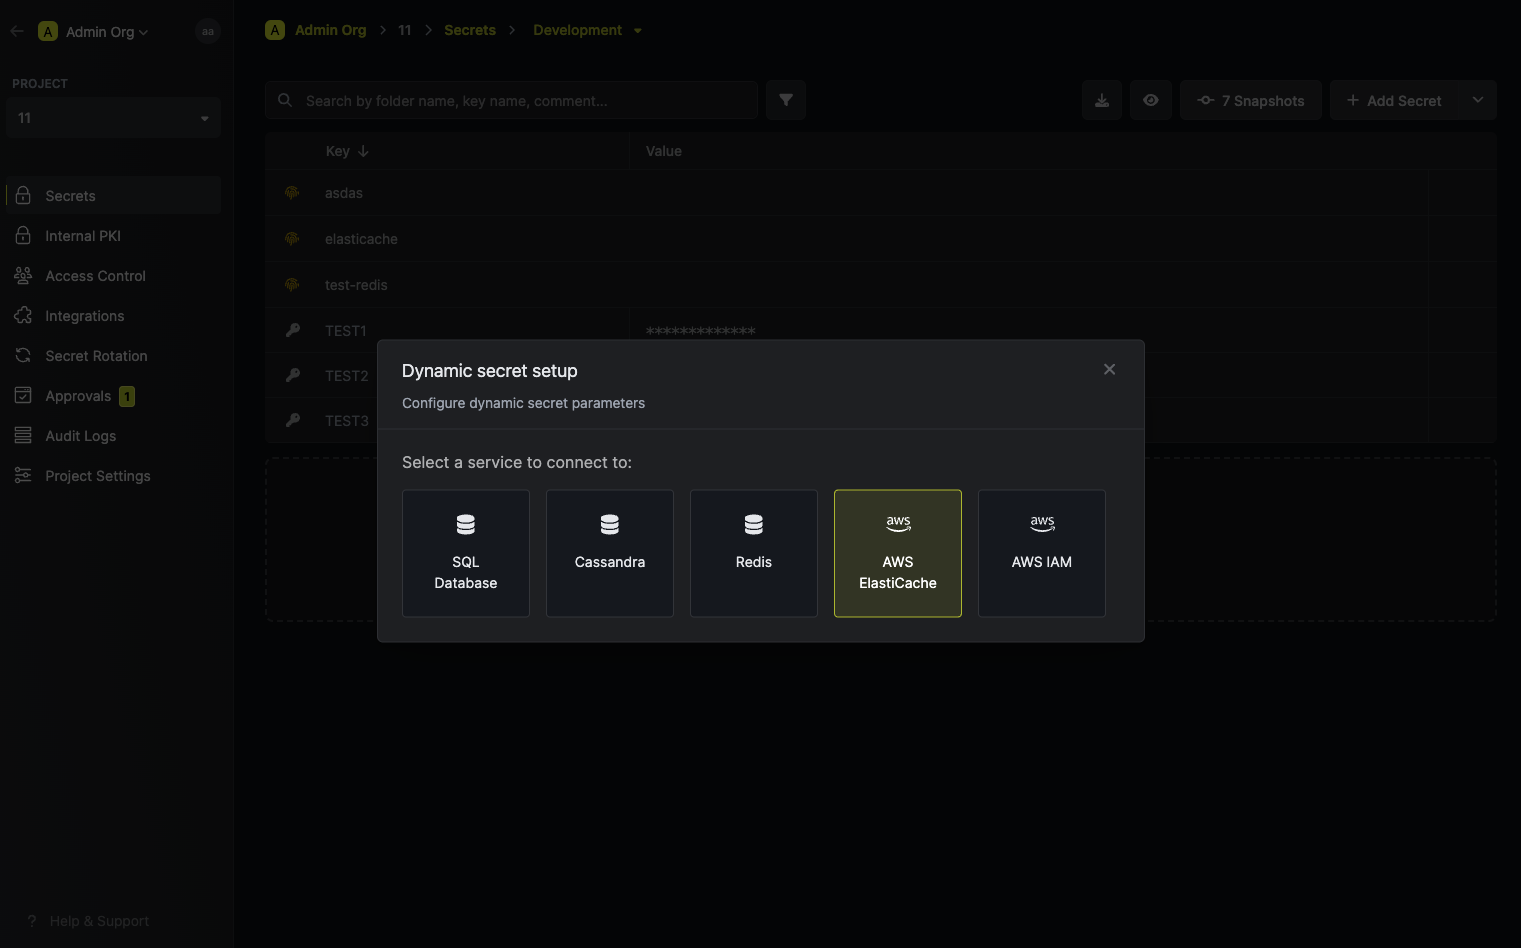 A Admin Org
aa
PROJECT
11
Secrets
Internal PKI
Access Control
Integrations
Secret Rotation
Approvals 1
Audit Logs
Project Settings
? Help & Support
A Admin Org > 11 > Secrets > Development
Search by folder name, key name, comment...
7 Snapshots
+ Add Secret
Key ↓
Value
asdas
elasticache
test-redis
TEST1
*************
TEST2
TEST3
Dynamic secret setup
Configure dynamic secret parameters
Select a service to connect to:
SQL
Database
Cassandra
Redis
aws
AWS
ElastiCache
aws
AWS IAM